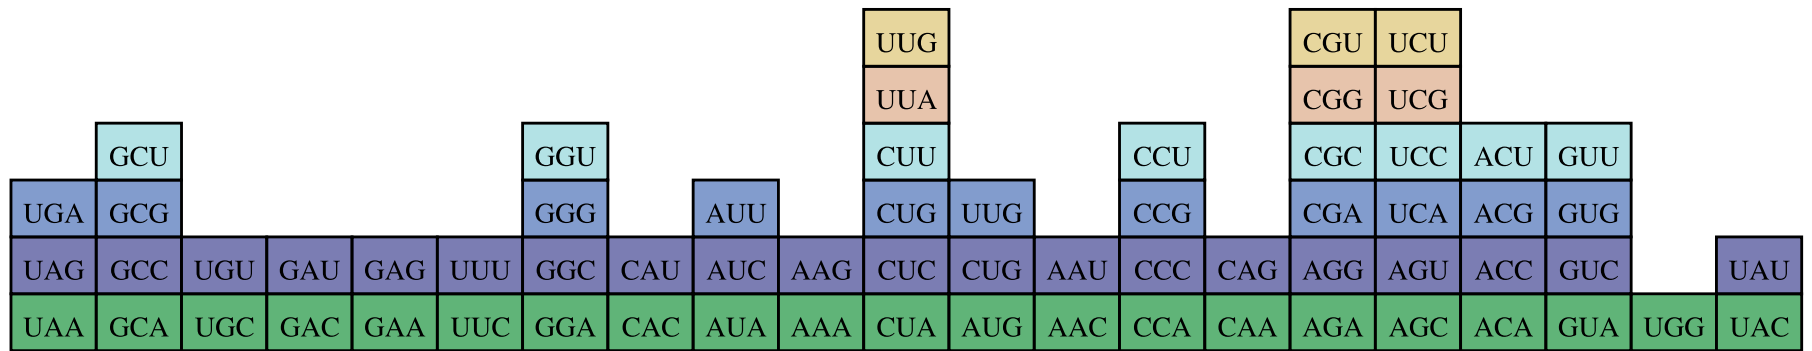 UUG CGU UCU
UUA CGG UCG
GCU GGU CUU CCU CGC UCC ACU GUU
UGA GCG GGG AUU CUG UUG CCG CGA UCA ACG GUG
UAG GCC UGU GAU GAG UUU GGC CAU AUC AAG CUC CUG AAU CCC CAG AGG AGU ACC GUC UAU
UAA GCA UGC GAC GAA UUC GGA CAC AUA AAA CUA AUG AAC CCA CAA AGA AGC ACA GUA UGG UAC